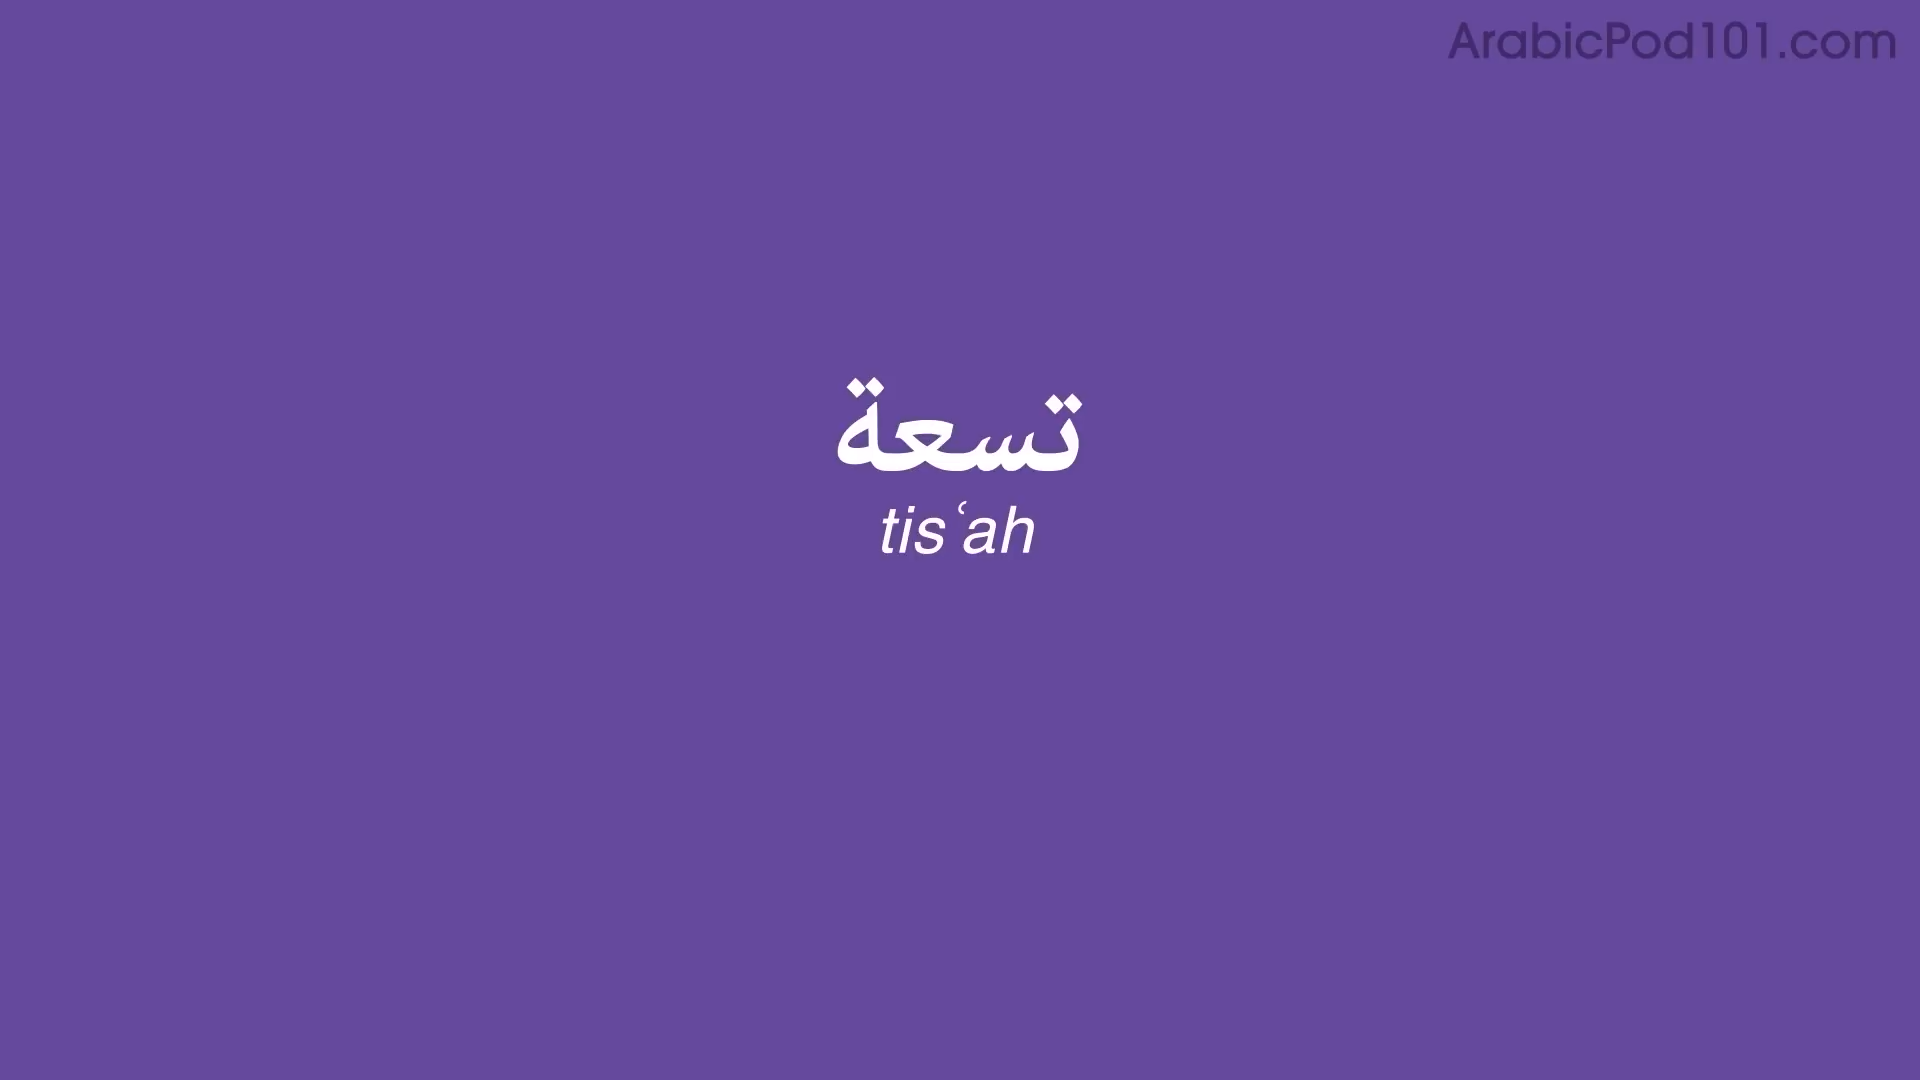 ArabicPod101.com
تسعة
tisʿah